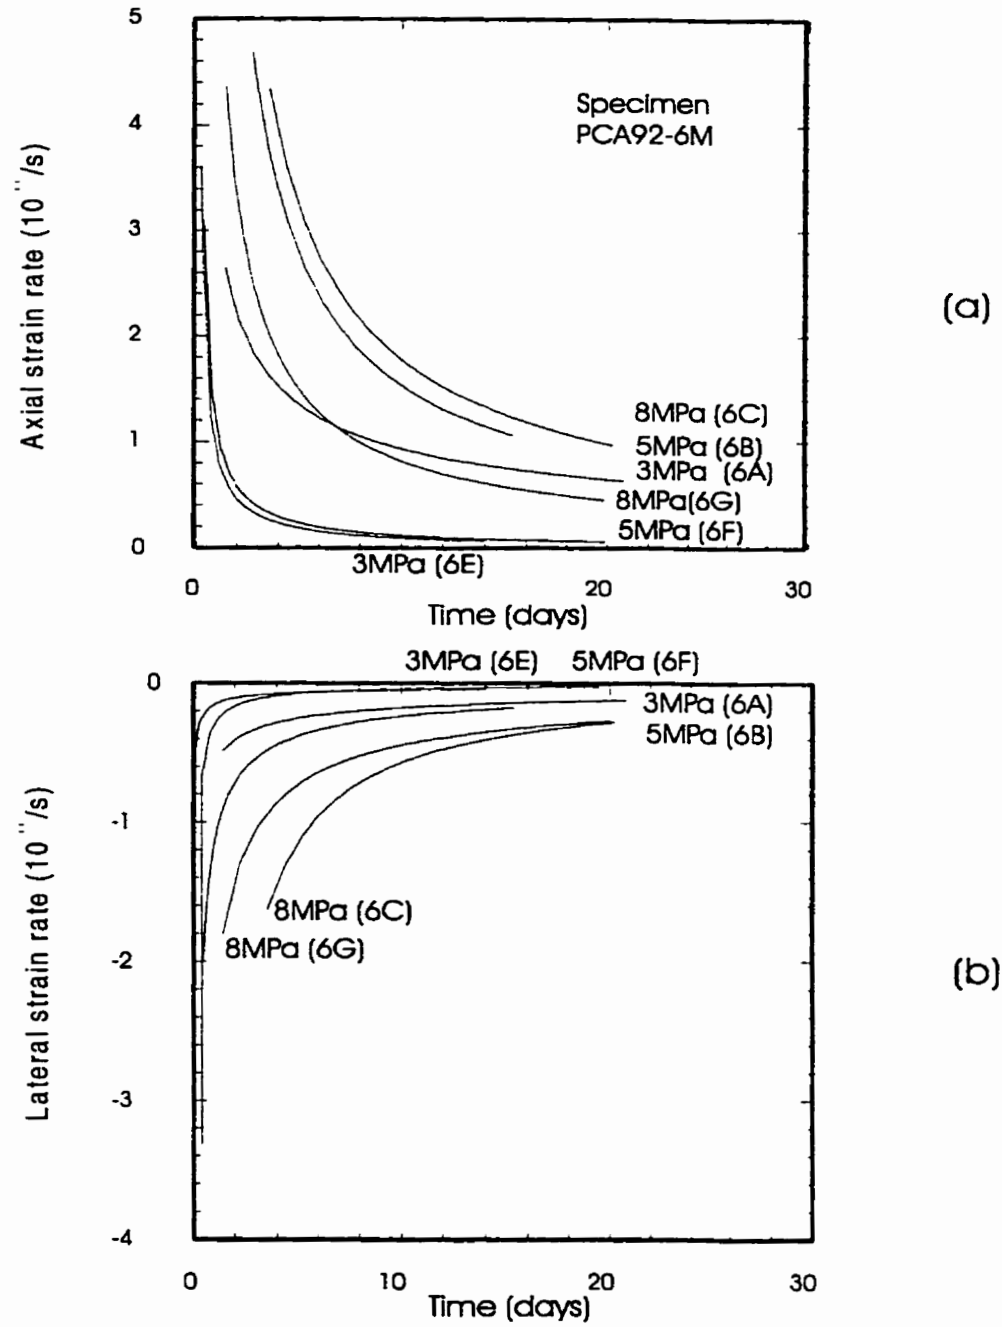 5
4
3
2
1
0
Axial strain rate (10 /s)
Specimen
PCA92-6M
(a)
8MPa (6C)
5MPa (6B)
3MPa (6A)
8MPa(6G)
5MPa (6F)
3MPa (6E)
0
20
30
Time (days)
3MPa (6E) 5MPa (6F)
0
-1
-2
-3
-4
Lateral strain rate (10 /s)
3MPa (6A)
5MPa (6B)
8MPa (6C)
8MPa (6G)
(b)
0
10
20
30
Time (days)